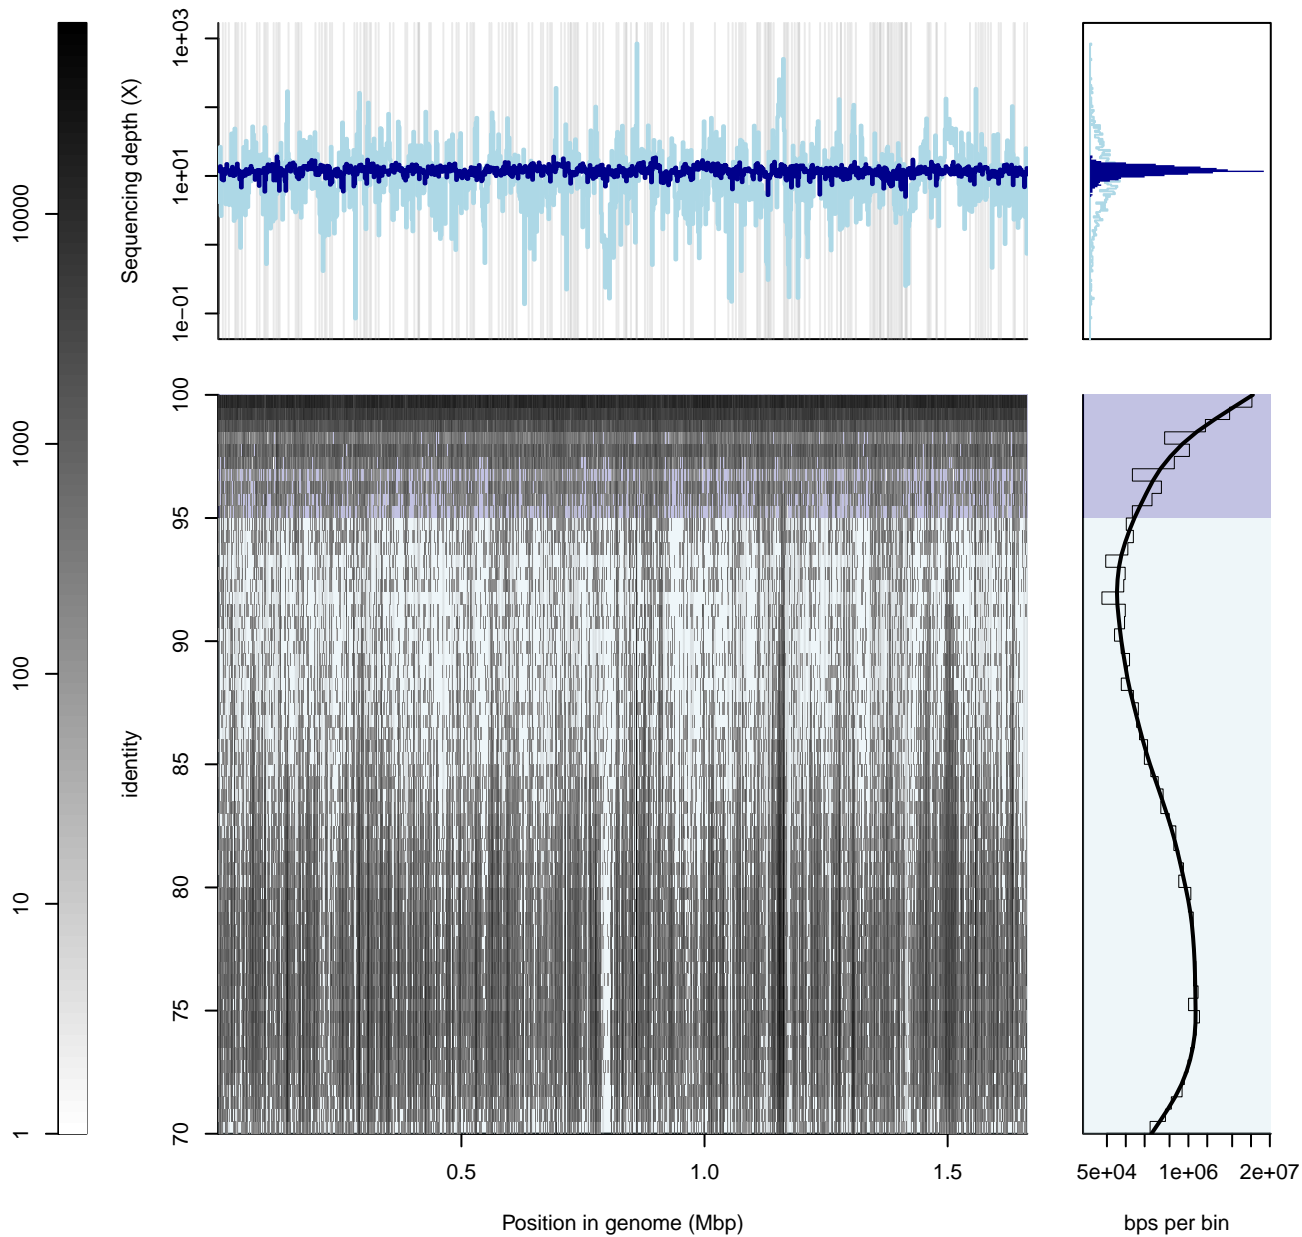 1e+03
1e+01
1e−01
Sequencing depth (X)
10000
1000
100
10
1
identity
100
95
90
85
80
75
70
0.5
1.0
1.5
Position in genome (Mbp)
5e+04
1e+06
2e+07
bps per bin